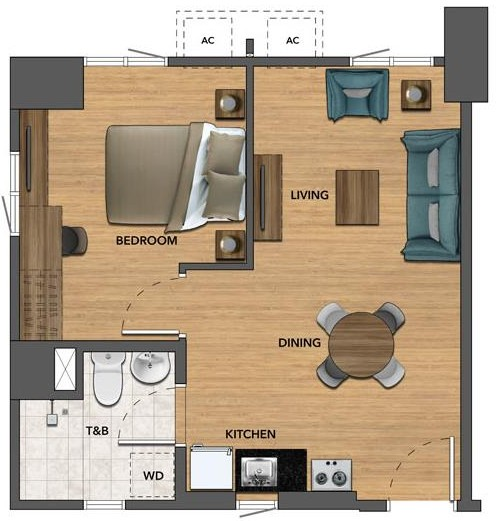 AC
AC
LIVING
BEDROOM
DINING
T&B
KITCHEN
WD